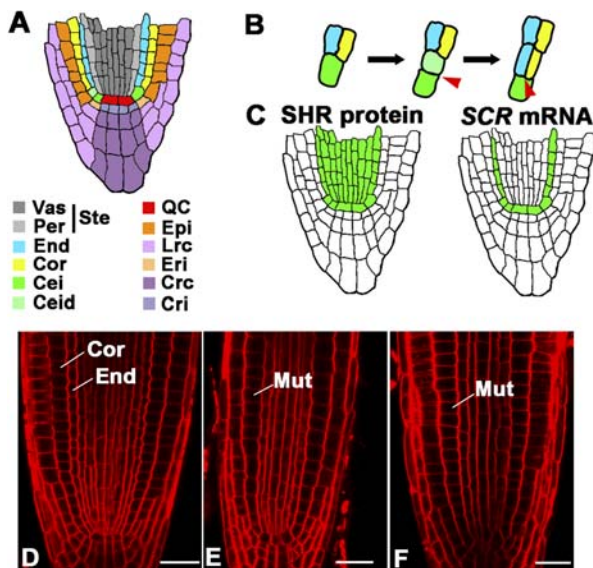 A
B
C
SHR protein
SCR mRNA
Vas
Per
Ste
End
Cor
Cei
Ceid
QC
Epi
Lrc
Eri
Crc
Cri
Cor
End
Mut
Mut
D
E
F